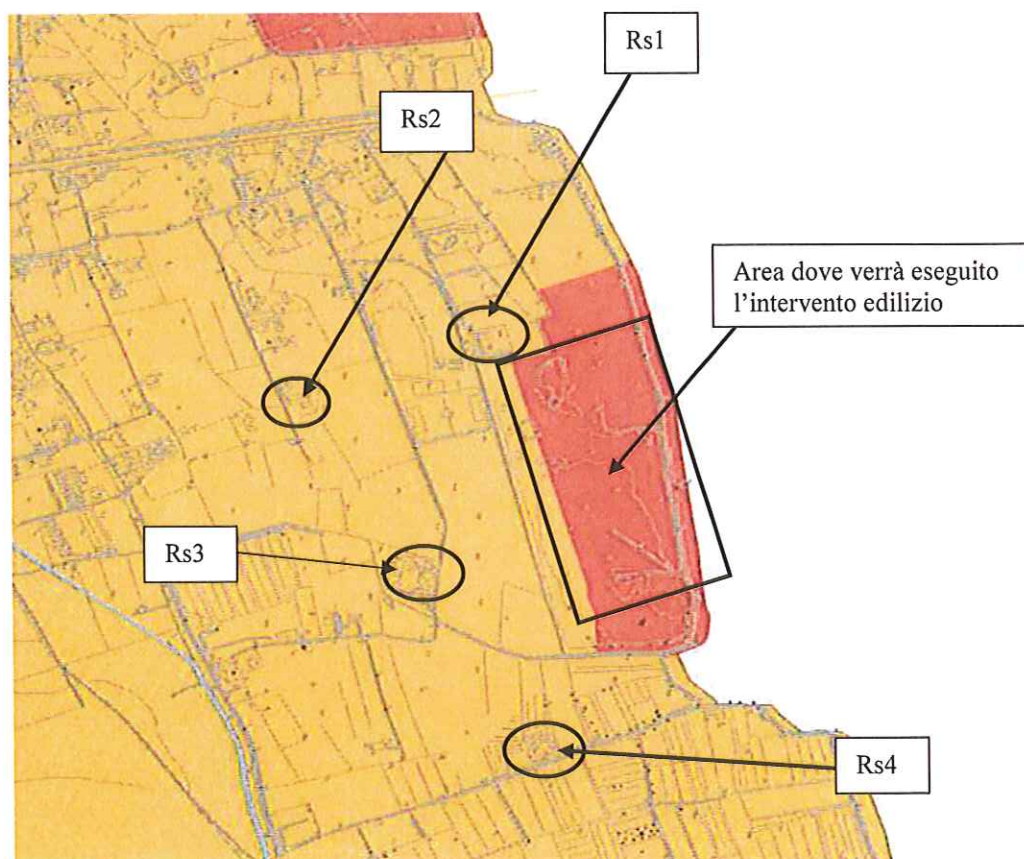 Rs1
Rs2
Area dove verrà eseguito
l'intervento edilizio
Rs3
Rs4